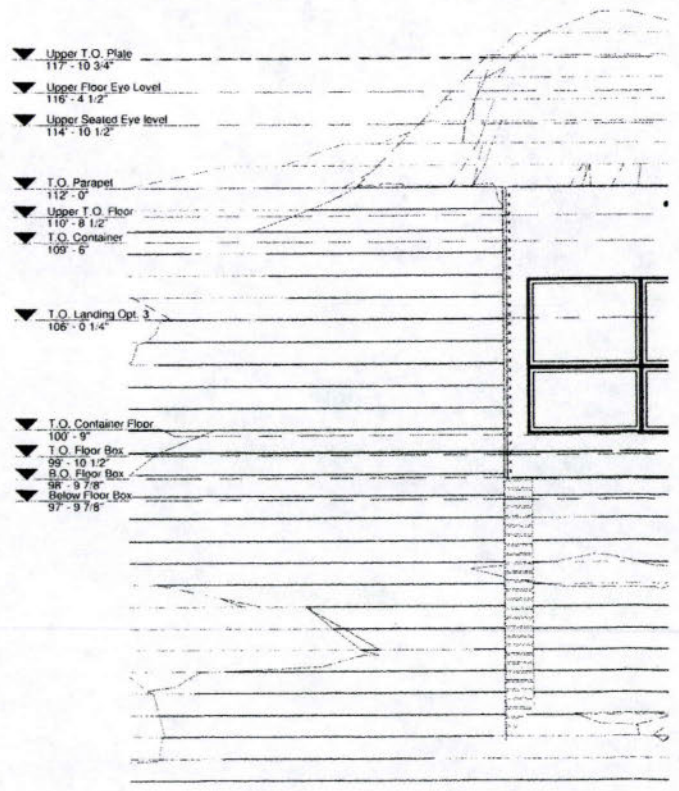 Upper T.O. Plate
117' - 10 3/4"
Upper Floor Eye Level
116' - 4 1/2"
Upper Seated Eye level
114' - 10 1/2"
T.O. Parapet
112' - 0"
Upper T.O. Floor
110' - 8 1/2"
T.O. Container
109' - 6"
T.O. Landing Opt. 3
106' - 0 1/4"
T.O. Container Floor
100' - 9"
T.O. Floor Box
99' - 10 1/2"
B.O. Floor Box
98' - 9 7/8"
Below Floor Box
97' - 9 7/8"